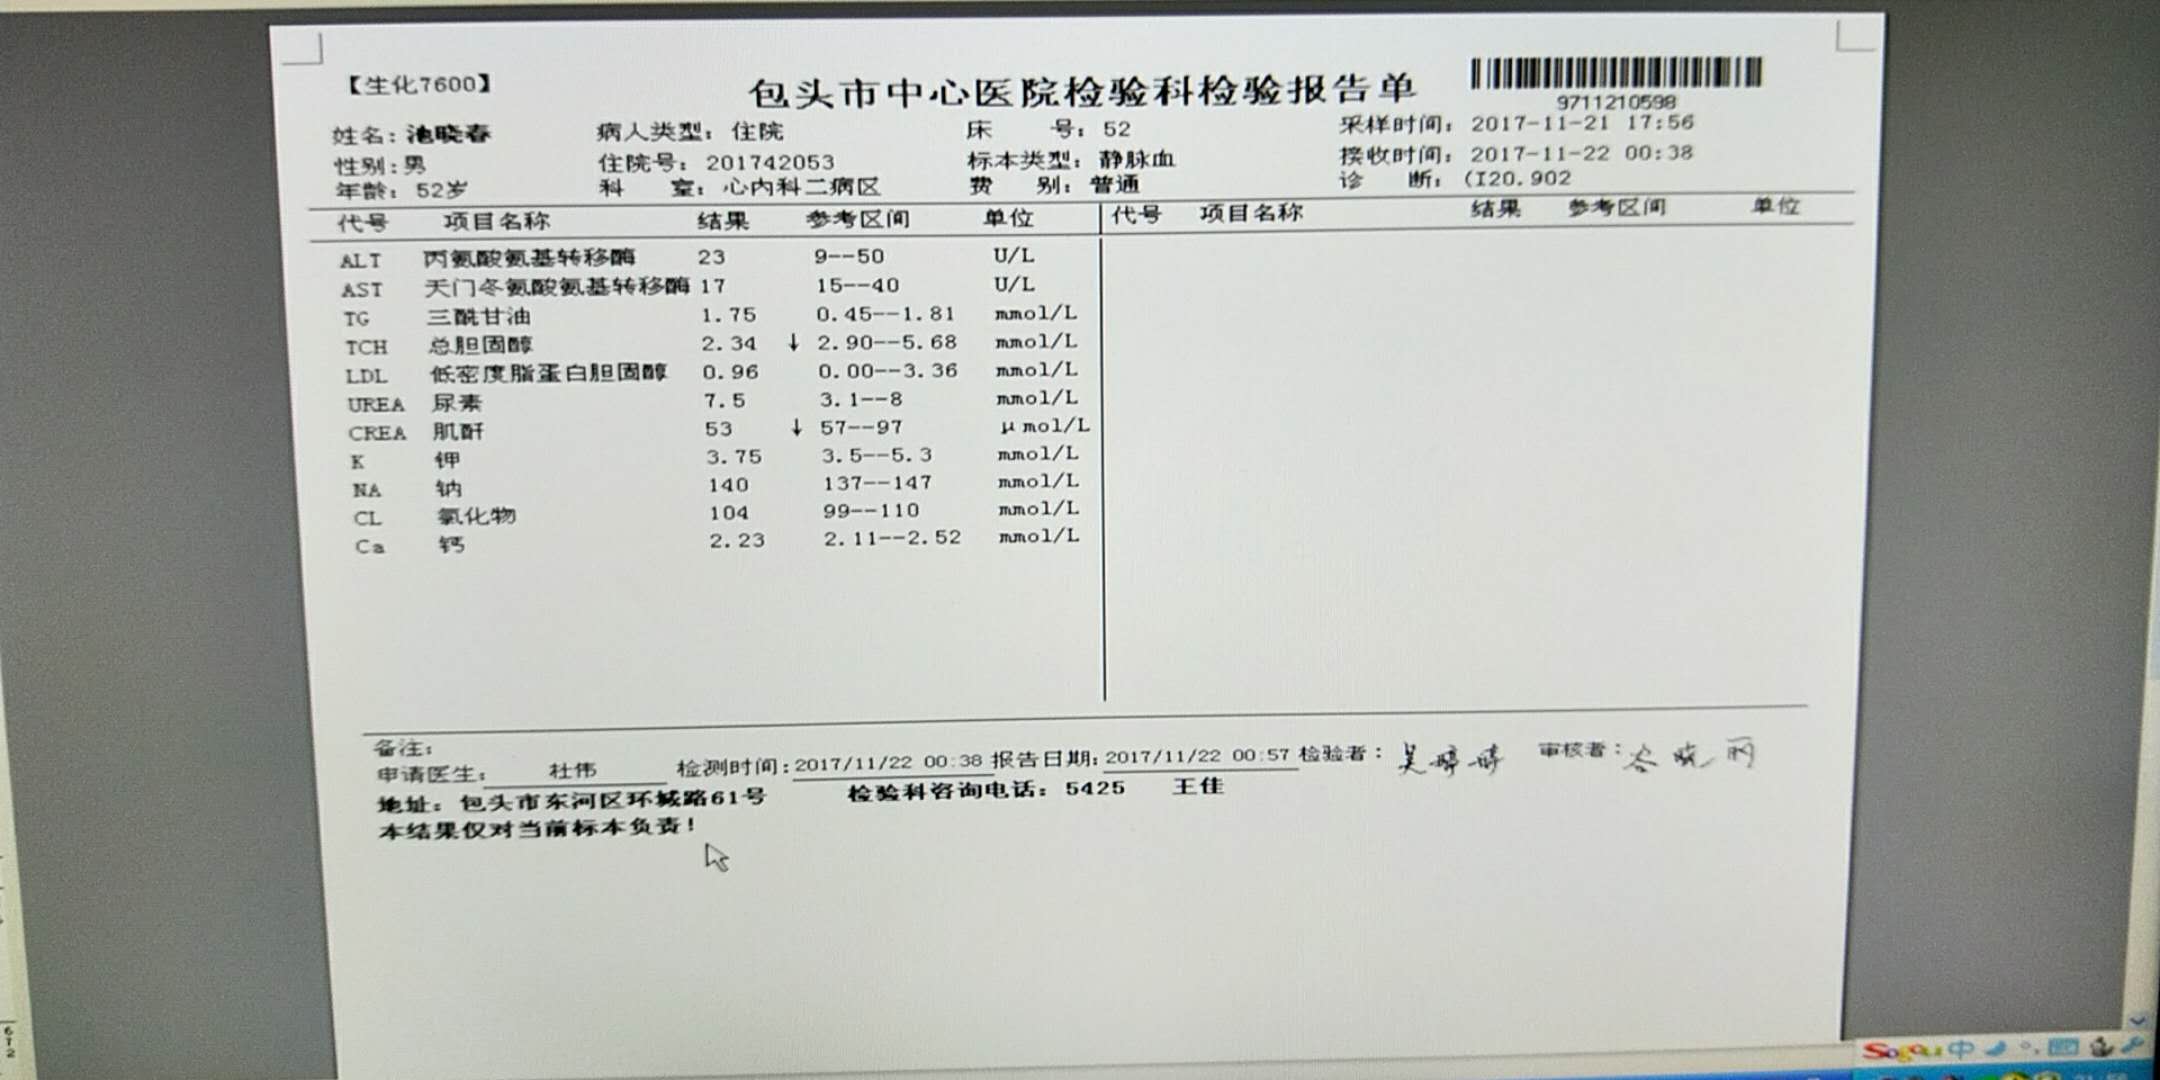 【生化7600】
包头市中心医院检验科检验报告单
9711210598
姓名：池晓春 病人类型：住院 床 号：52 采样时间：2017-11-21 17:56
性别：男 住院号：201742053 标本类型：静脉血 接收时间：2017-11-22 00:38
年龄：52岁 科 室：心内科二病区 费 别：普通 诊 断：(I20.902
代号 项目名称 结果 参考区间 单位 代号 项目名称 结果 参考区间 单位
ALT 丙氨酸氨基转移酶 23 9--50 U/L
AST 天门冬氨酸氨基转移酶 17 15--40 U/L
TG 三酰甘油 1.75 0.45--1.81 mmol/L
TCH 总胆固醇 2.34 ↓ 2.90--5.68 mmol/L
LDL 低密度脂蛋白胆固醇 0.96 0.00--3.36 mmol/L
UREA 尿素 7.5 3.1--8 mmol/L
CREA 肌酐 53 ↓ 57--97 μmol/L
K 钾 3.75 3.5--5.3 mmol/L
NA 钠 140 137--147 mmol/L
CL 氯化物 104 99--110 mmol/L
Ca 钙 2.23 2.11--2.52 mmol/L
备注：
申请医生：杜伟 检测时间：2017/11/22 00:38 报告日期：2017/11/22 00:57 检验者：吴婷婷 审核者：谷晓丽
地址：包头市东河区环城路61号 检验科咨询电话：5425 王佳
本结果仅对当前标本负责！
Sogou 中